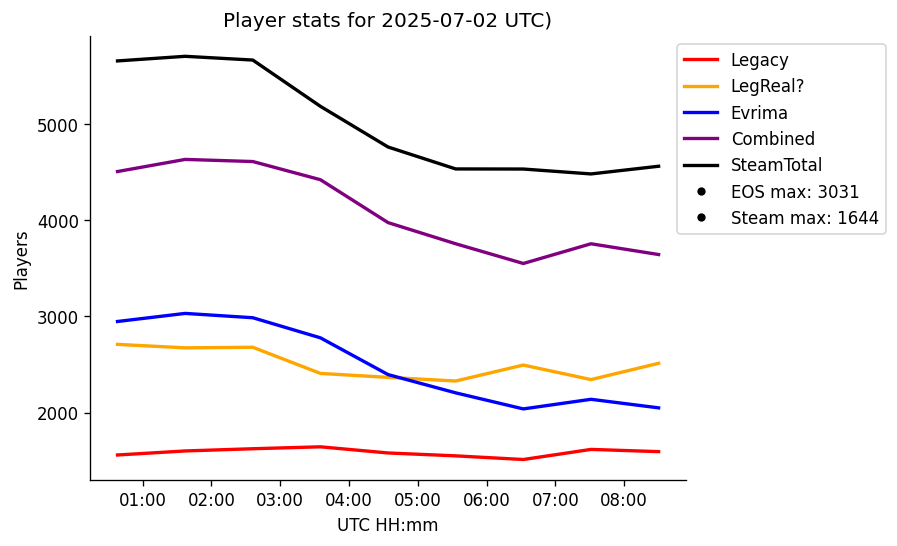 Player stats for 2025-07-02 UTC)
Legacy
LegReal?
Evrima
Combined
SteamTotal
EOS max: 3031
Steam max: 1644
Players
5000
4000
3000
2000
01:00 02:00 03:00 04:00 05:00 06:00 07:00 08:00
UTC HH:mm